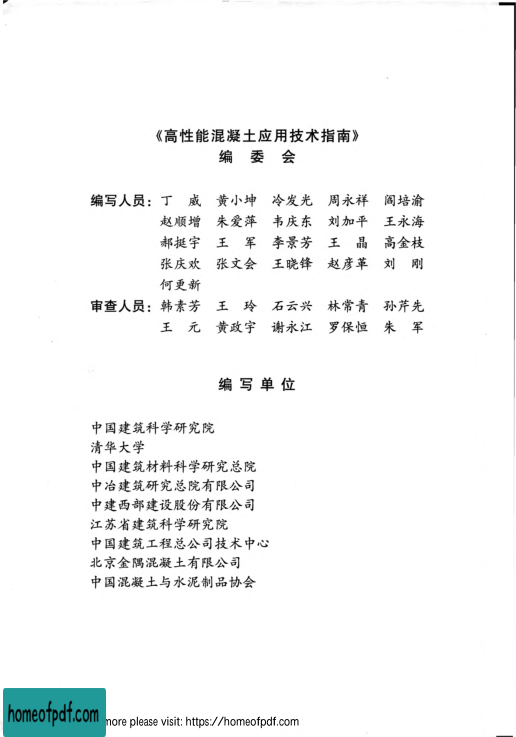 《高性能混凝土应用技术指南》
编 委 会
编写人员：丁 威 黄小坤 冷发光 周永祥 阎培渝
赵顺增 朱爱萍 韦庆东 刘加平 王永海
郝挺宇 王 军 李景芳 王 晶 高金枝
张庆欢 张文会 王晓锋 赵彦革 刘 刚
何更新
审查人员：韩素芳 王 玲 石云兴 林常青 孙芹先
王 元 黄政宇 谢永江 罗保恒 朱 军
编 写 单 位
中国建筑科学研究院
清华大学
中国建筑材料科学研究总院
中冶建筑研究总院有限公司
中建西部建设股份有限公司
江苏省建筑科学研究院
中国建筑工程总公司技术中心
北京金隅混凝土有限公司
中国混凝土与水泥制品协会
homeofpdf.com
more please visit: https://homeofpdf.com